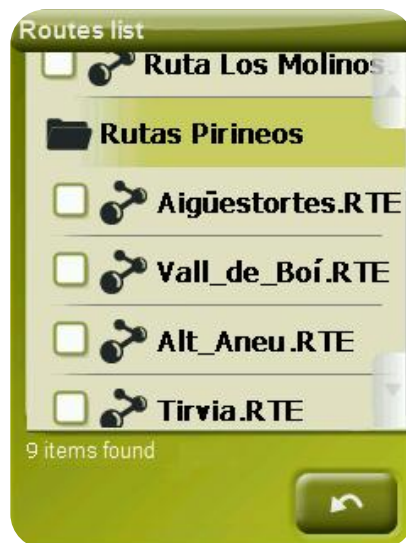 Routes list
Ruta Los Molinos.
Rutas Pirineos
Aigüestortes.RTE
Vall_de_Boí.RTE
Alt_Aneu.RTE
Tirvia.RTE
9 items found